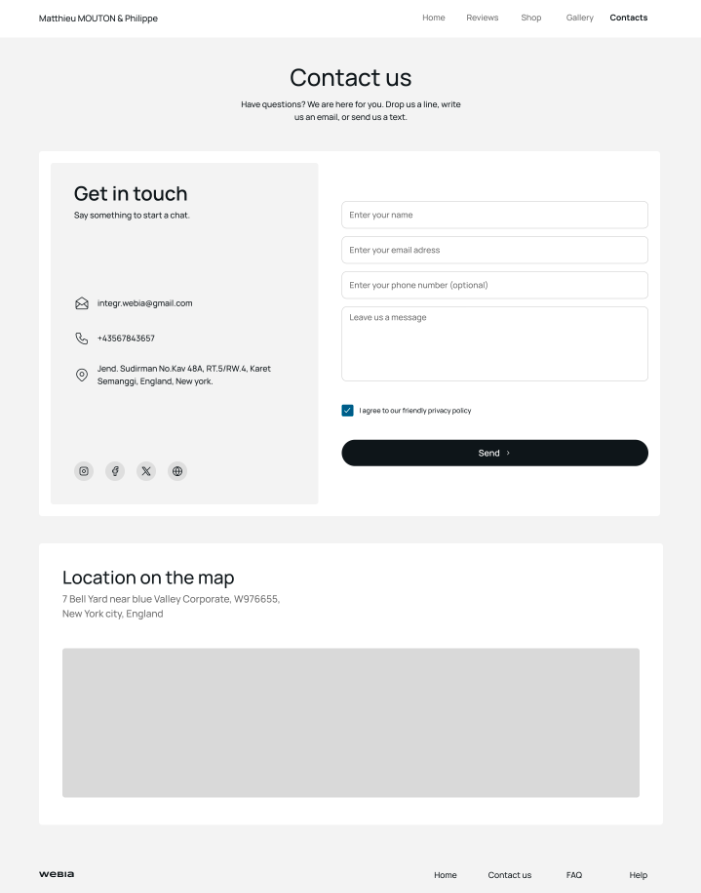 Matthieu MOUTON & Philippe
Home Reviews Shop Gallery Contacts
Contact us
Have questions? We are here for you. Drop us a line, write
us an email, or send us a text.
Get in touch
Say something to start a chat.
integr.webia@gmail.com
+43567843657
Jend. Sudirman No.Kav 48A, RT.5/RW.4, Karet
Semanggi, England, New york.
Enter your name
Enter your email adress
Enter your phone number (optional)
Leave us a message
I agree to our friendly privacy policy
Send
Location on the map
7 Bell Yard near blue Valley Corporate, W976655,
New York city, England
WEBIA
Home Contact us FAQ Help